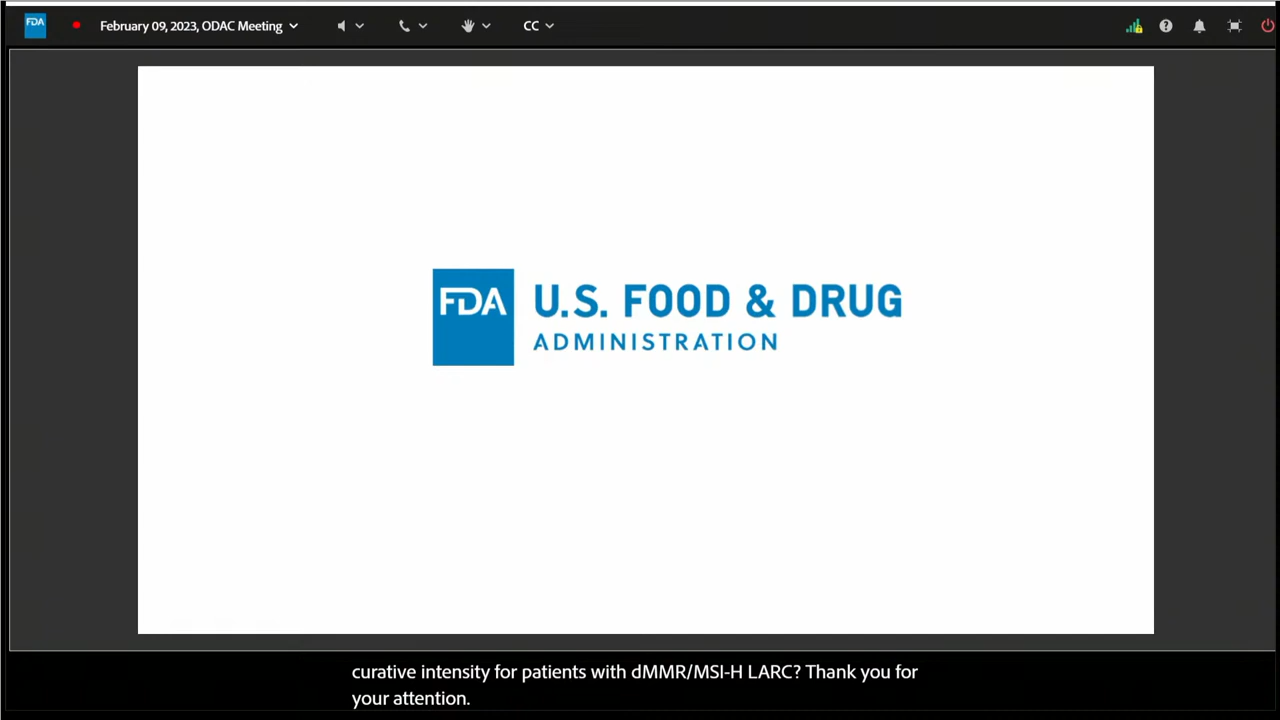 FDA
February 09, 2023, ODAC Meeting
CC
FDA
U.S. FOOD & DRUG
ADMINISTRATION
curative intensity for patients with dMMR/MSI-H LARC? Thank you for
your attention.